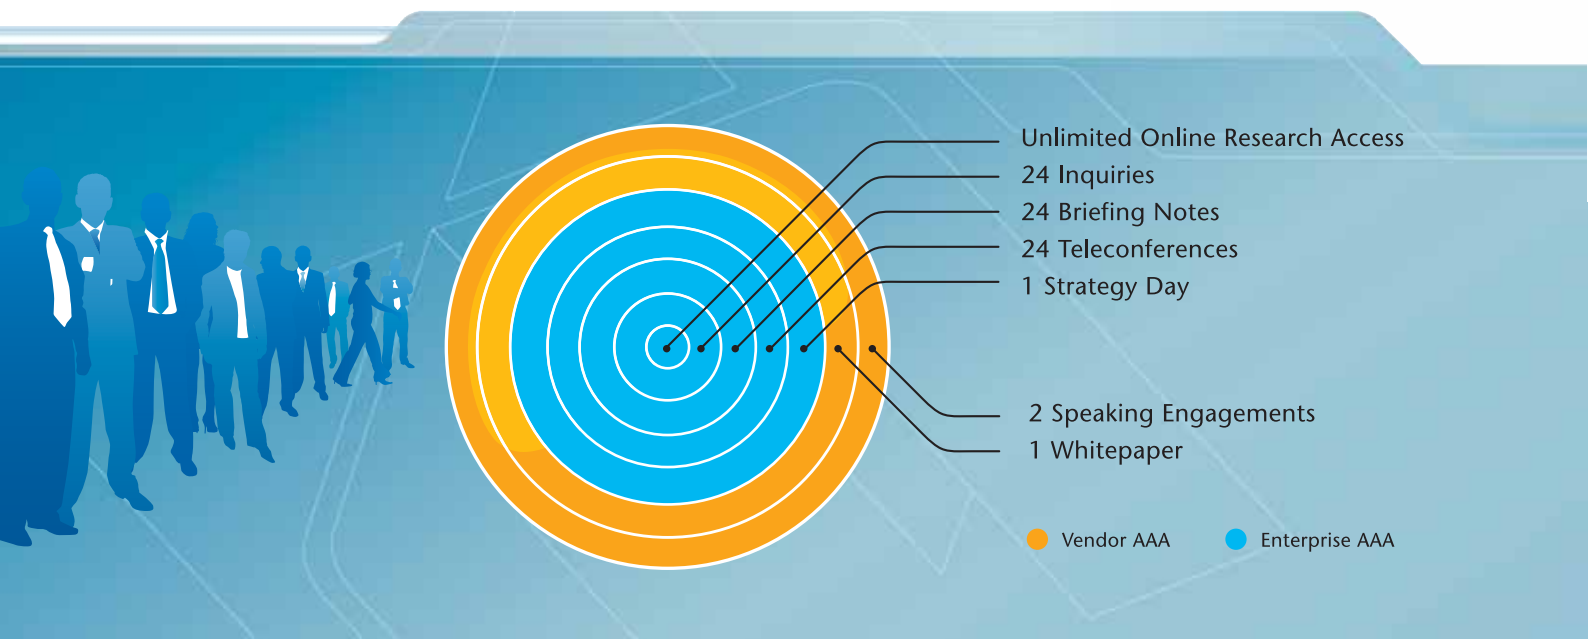 Unlimited Online Research Access
24 Inquiries
24 Briefing Notes
24 Teleconferences
1 Strategy Day
2 Speaking Engagements
1 Whitepaper
Vendor AAA
Enterprise AAA